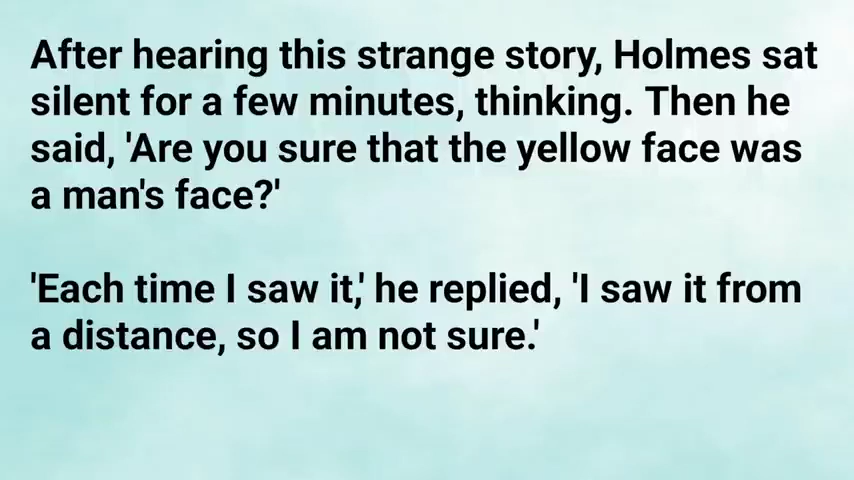 After hearing this strange story, Holmes sat
silent for a few minutes, thinking. Then he
said, 'Are you sure that the yellow face was
a man's face?'
'Each time I saw it,' he replied, 'I saw it from
a distance, so I am not sure.'